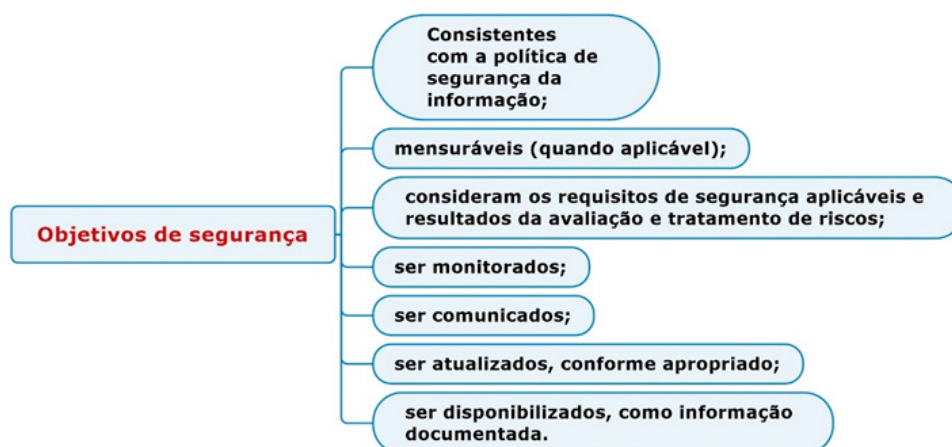 Consistentes
com a política de
segurança da
informação;
mensuráveis (quando aplicável);
consideram os requisitos de segurança aplicáveis e
resultados da avaliação e tratamento de riscos;
Objetivos de segurança
ser monitorados;
ser comunicados;
ser atualizados, conforme apropriado;
ser disponibilizados, como informação
documentada.